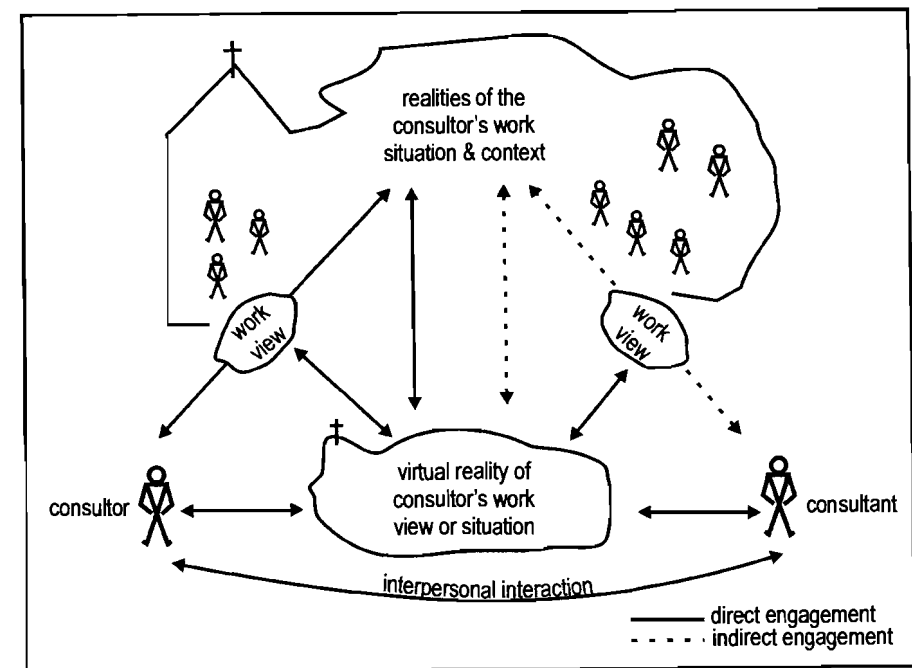 realities of the
consultor's work
situation & context
work
view
work
view
virtual reality of
consultor's work
view or situation
consultor
consultant
interpersonal interaction
direct engagement
indirect engagement